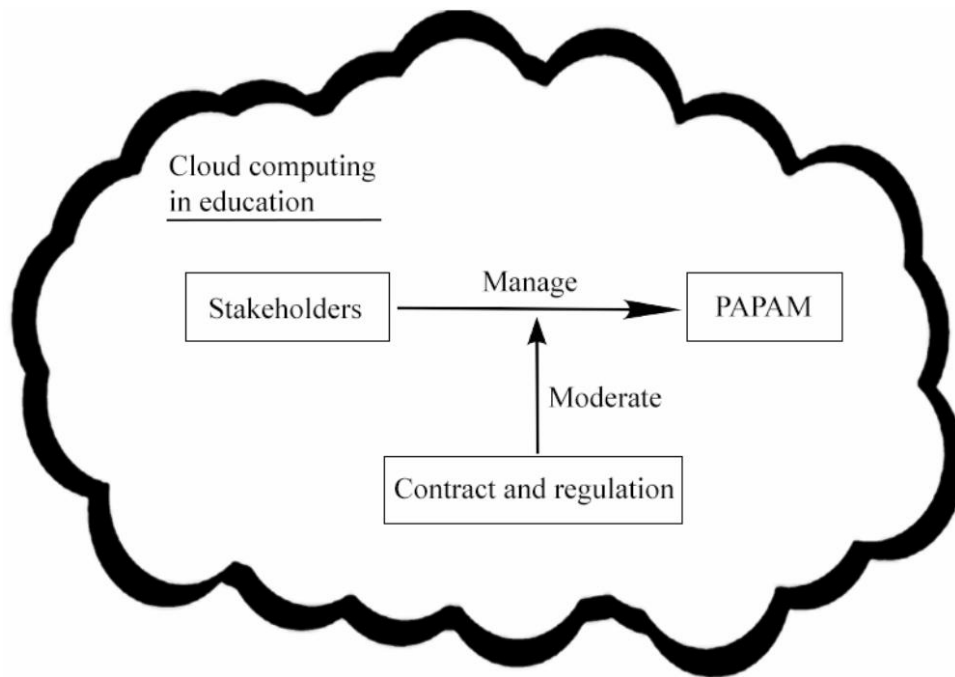 Cloud computing
in education
Manage
Stakeholders
PAPAM
Moderate
Contract and regulation